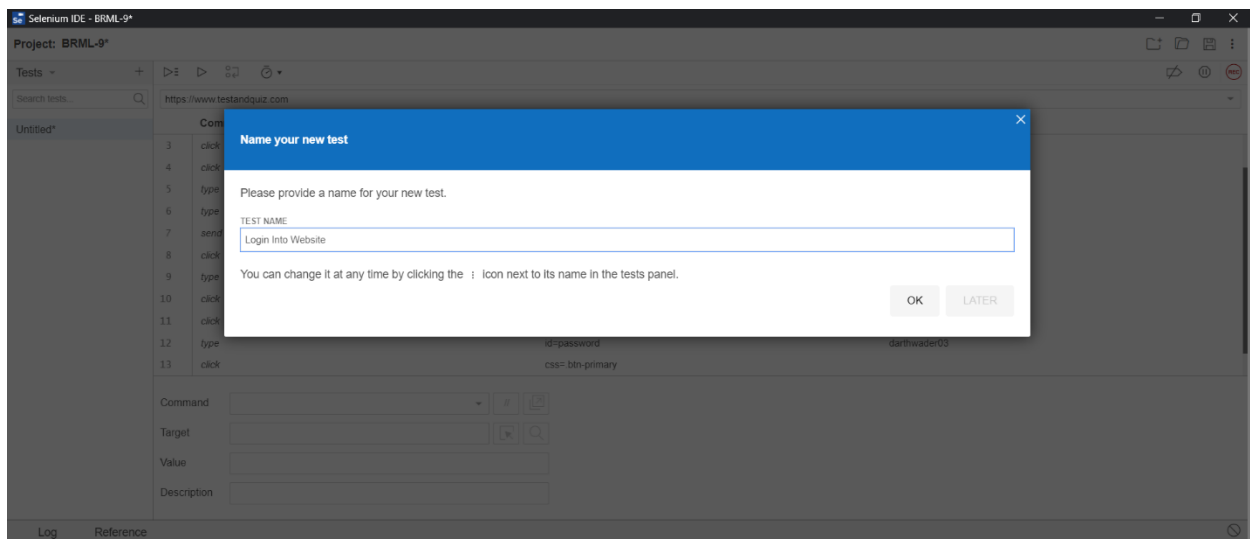 Selenium IDE - BRML-9*
Project: BRML-9*
Tests
Search tests...
https://www.testandquiz.com
Untitled*
Com
Name your new test
Please provide a name for your new test.
TEST NAME
Login Into Website
You can change it at any time by clicking the ⋮ icon next to its name in the tests panel.
OK LATER
3 click
4 click
5 type
6 type
7 send
8 click
9 type
10 click
11 click
12 type id=password darthwader03
13 click css=.btn-primary
Command
Target
Value
Description
Log Reference
REC